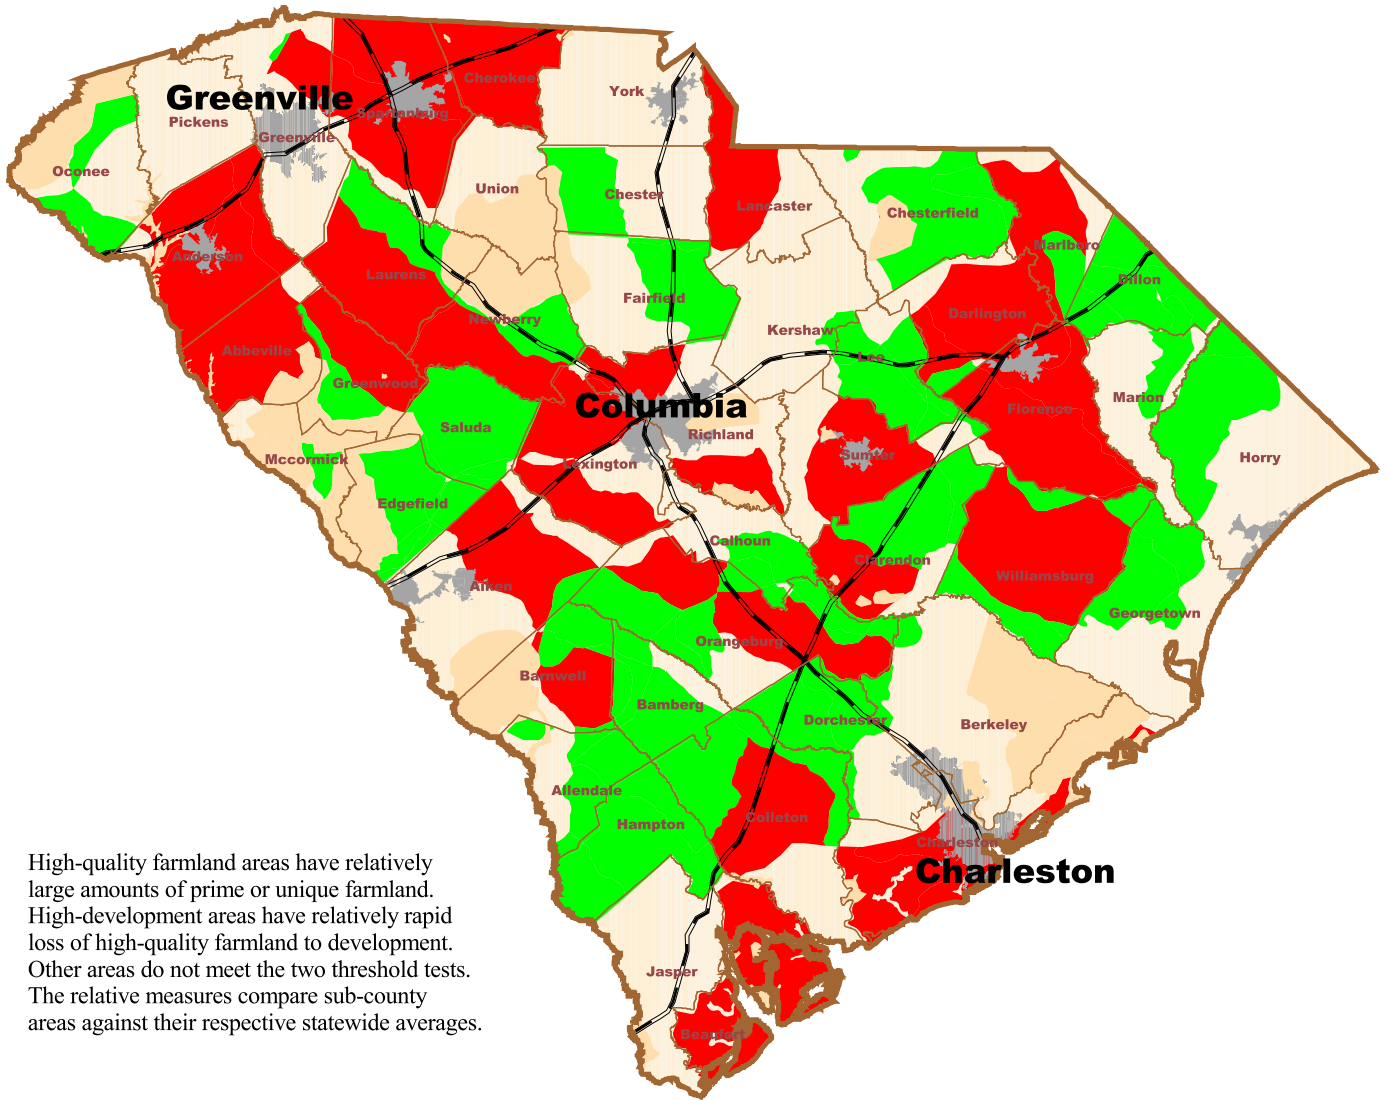 Cherokee
York
Greenville
Spartanburg
Pickens
Greenville
Oconee
Union
Chester
Lancaster
Chesterfield
Marlboro
Anderson
Laurens
Dillon
Fairfield
Newberry
Kershaw
Darlington
Abbeville
Lee
Greenwood
Marion
Columbia
Florence
Saluda
Richland
Mccormick
Lexington
Sumter
Horry
Edgefield
Calhoun
Clarendon
Aiken
Williamsburg
Georgetown
Orangeburg
Barnwell
Bamberg
Dorchester
Berkeley
Allendale
Hampton
Colleton
Charleston
Charleston
Jasper
Beaufort
High-quality farmland areas have relatively
large amounts of prime or unique farmland.
High-development areas have relatively rapid
loss of high-quality farmland to development.
Other areas do not meet the two threshold tests.
The relative measures compare sub-county
areas against their respective statewide averages.